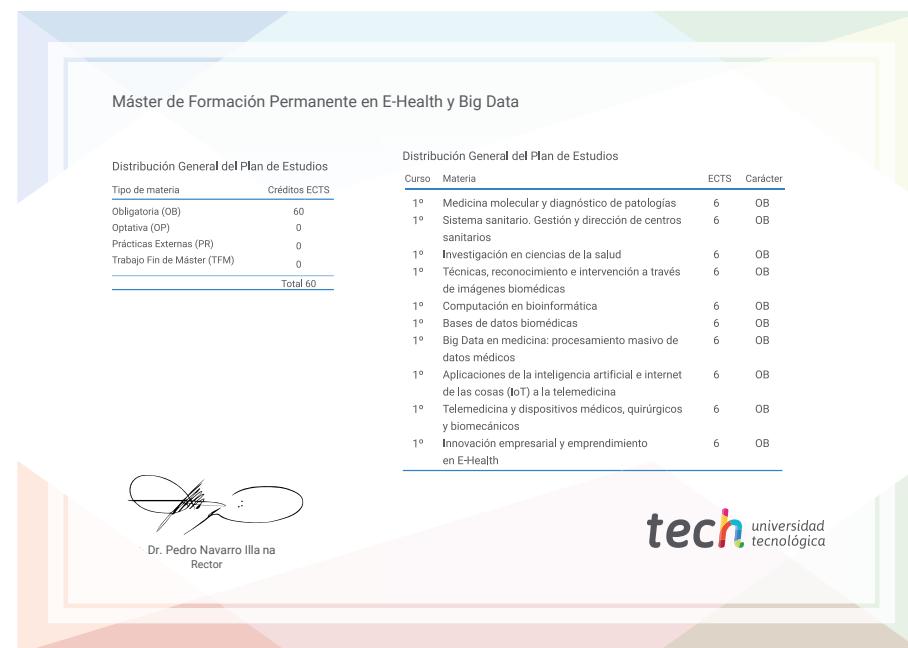 Máster de Formación Permanente en E-Health y Big Data
Distribución General del Plan de Estudios
Tipo de materia Créditos ECTS
Obligatoria (OB) 60
Optativa (OP) 0
Prácticas Externas (PR) 0
Trabajo Fin de Máster (TFM) 0
Total 60
Distribución General del Plan de Estudios
Curso Materia ECTS Carácter
1º Medicina molecular y diagnóstico de patologías 6 OB
1º Sistema sanitario. Gestión y dirección de centros 6 OB
sanitarios
1º Investigación en ciencias de la salud 6 OB
1º Técnicas, reconocimiento e intervención a través 6 OB
de imágenes biomédicas
1º Computación en bioinformática 6 OB
1º Bases de datos biomédicas 6 OB
1º Big Data en medicina: procesamiento masivo de 6 OB
datos médicos
1º Aplicaciones de la inteligencia artificial e internet 6 OB
de las cosas (IoT) a la telemedicina
1º Telemedicina y dispositivos médicos, quirúrgicos 6 OB
y biomecánicos
1º Innovación empresarial y emprendimiento 6 OB
en E-Health
Dr. Pedro Navarro Illa na
Rector
tech universidad
tecnológica